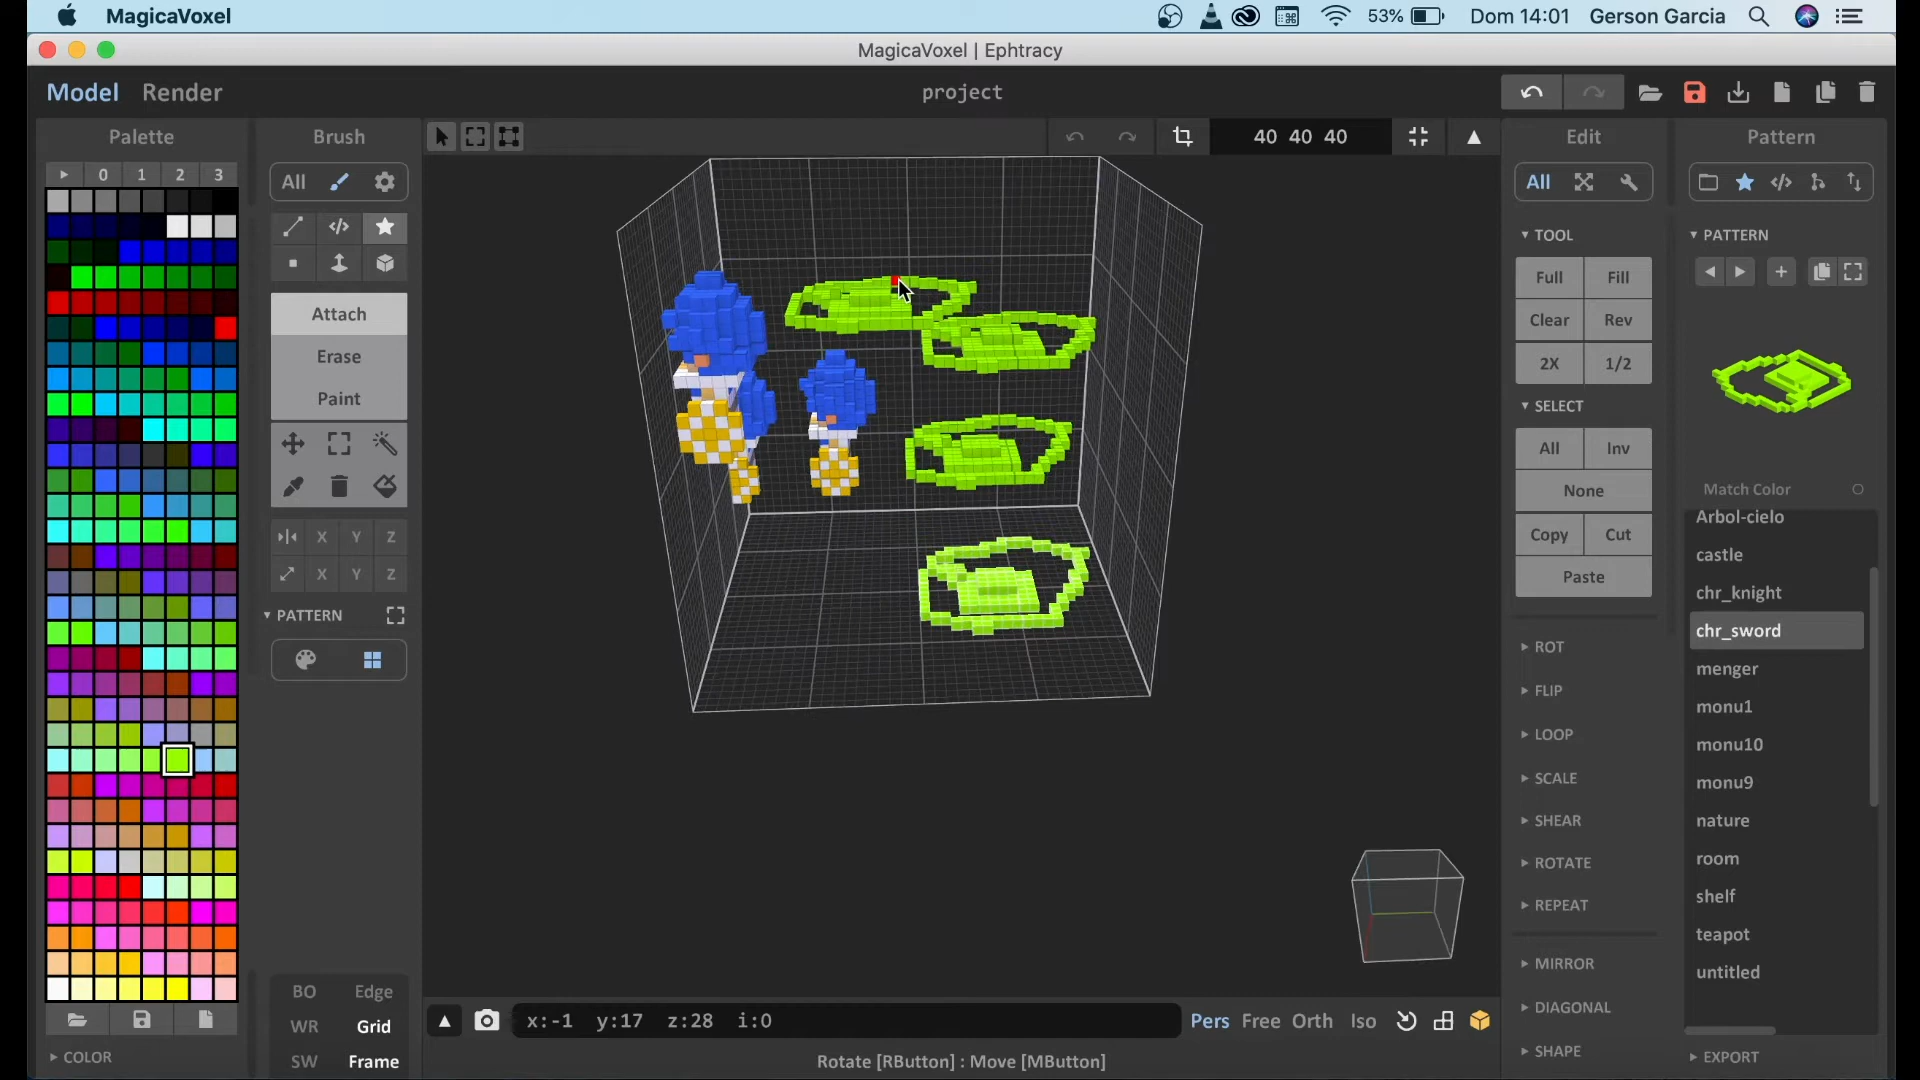 MagicaVoxel
53%
Dom 14:01
Gerson Garcia
MagicaVoxel | Ephtracy
Model
Render
project
Palette
Brush
40 40 40
Edit
Pattern
0 1 2 3
All
All
TOOL
PATTERN
Full
Fill
Attach
Clear
Rev
Erase
2X
1/2
Paint
SELECT
All
Inv
None
Match Color
Arbol-cielo
X Y Z
Copy
Cut
castle
X Y Z
Paste
chr_knight
PATTERN
chr_sword
ROT
menger
FLIP
monu1
LOOP
monu10
SCALE
monu9
SHEAR
nature
ROTATE
room
REPEAT
shelf
teapot
MIRROR
untitled
BO
Edge
DIAGONAL
WR
Grid
x:-1 y:17 z:28 i:0
Pers
Free
Orth
Iso
COLOR
SW
Frame
Rotate [RButton] : Move [MButton]
SHAPE
EXPORT